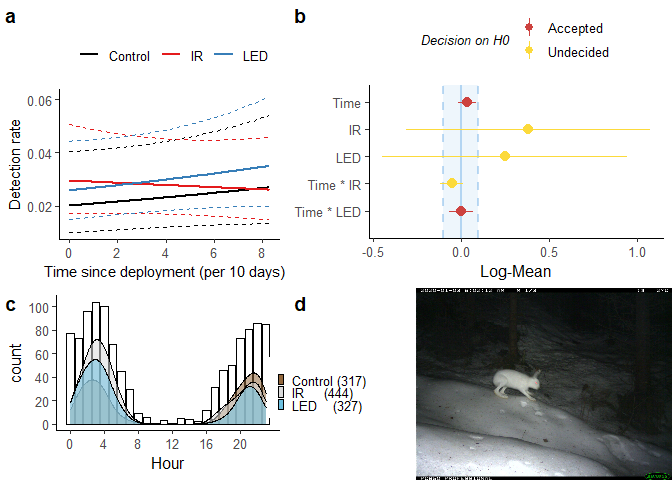 a
Control IR LED
Detection rate
0.06
0.04
0.02
0 2 4 6 8
Time since deployment (per 10 days)
b
Decision on H0
Accepted
Undecided
Time
IR
LED
Time * IR
Time * LED
-0.5 0.0 0.5 1.0
Log-Mean
c
count
100
80
60
40
20
0
0 4 8 12 16 20
Hour
Control (317)
IR (444)
LED (327)
d